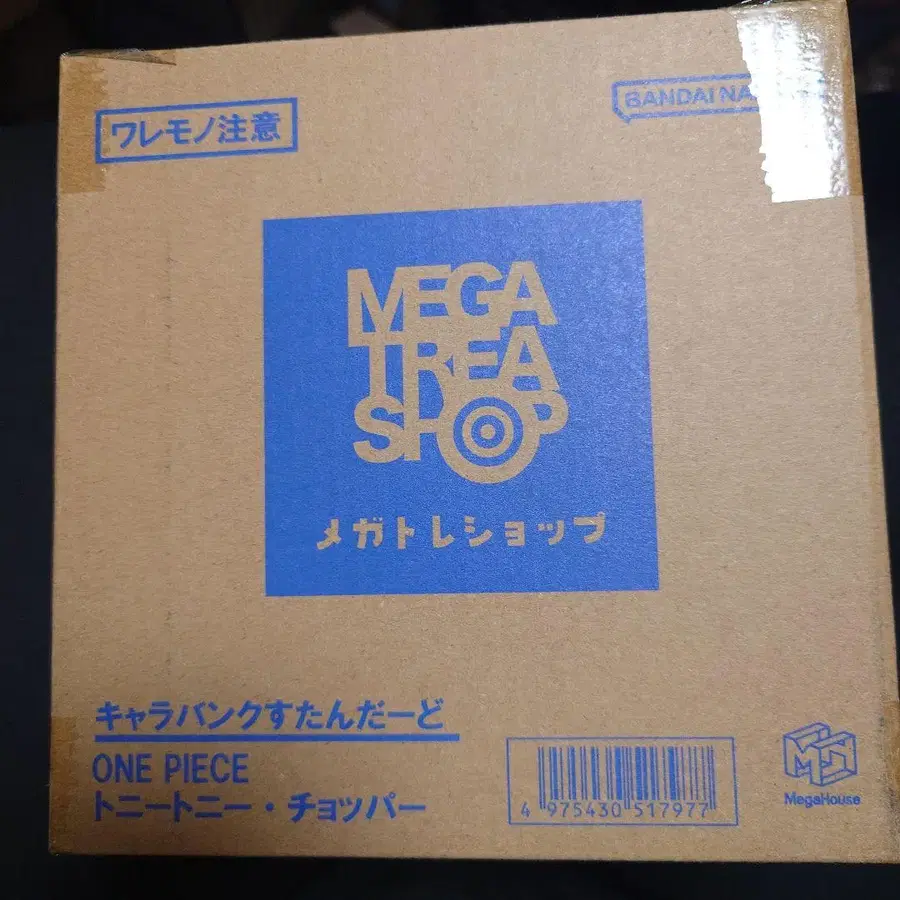 ワレモノ注意
BANDAI
MEGA
TREA
SHOP
メガトレショップ
キャラバンクすたんだーど
ONE PIECE
トニートニー・チョッパー
4 975430 517977
MegaHouse